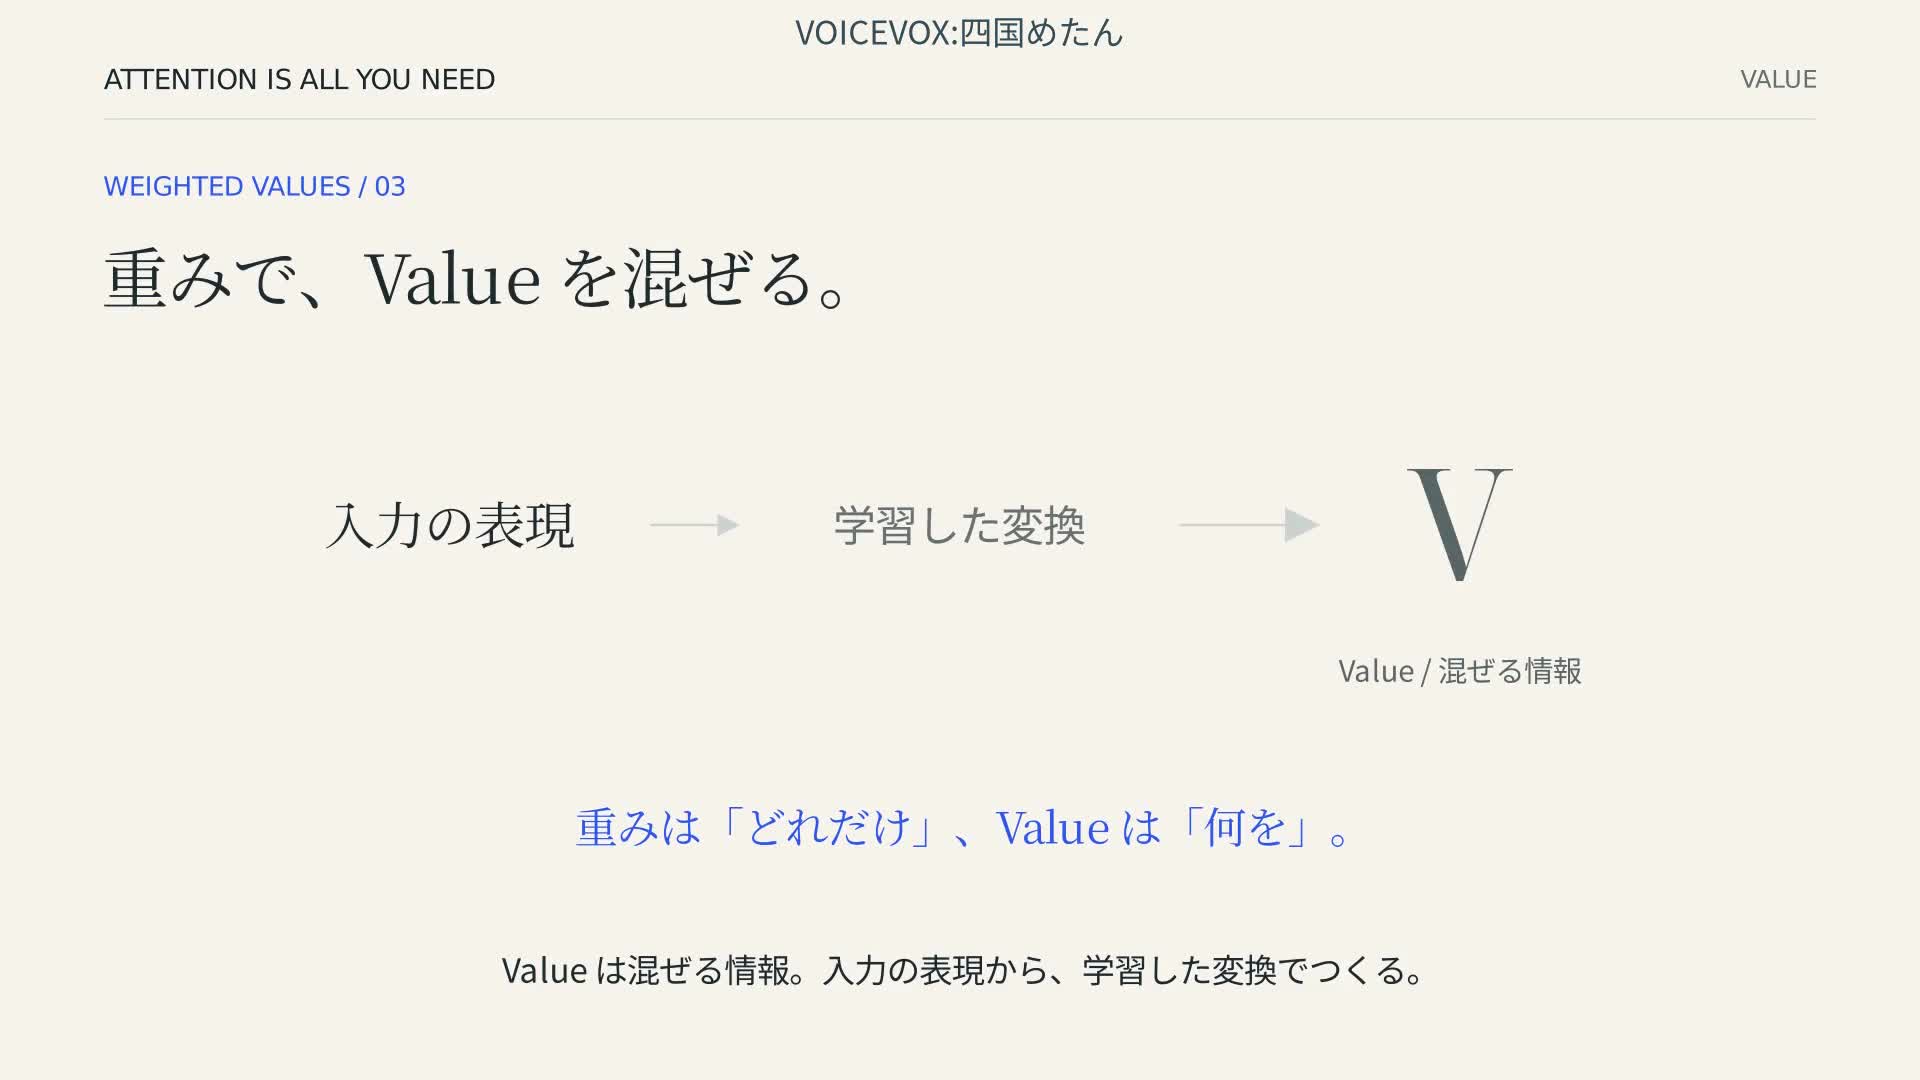 VOICEVOX:四国めたん
ATTENTION IS ALL YOU NEED
VALUE
WEIGHTED VALUES / 03
重みで、Value を混ぜる。
入力の表現
学習した変換
V
Value / 混ぜる情報
重みは「どれだけ」、Value は「何を」。
Value は混ぜる情報。入力の表現から、学習した変換でつくる。